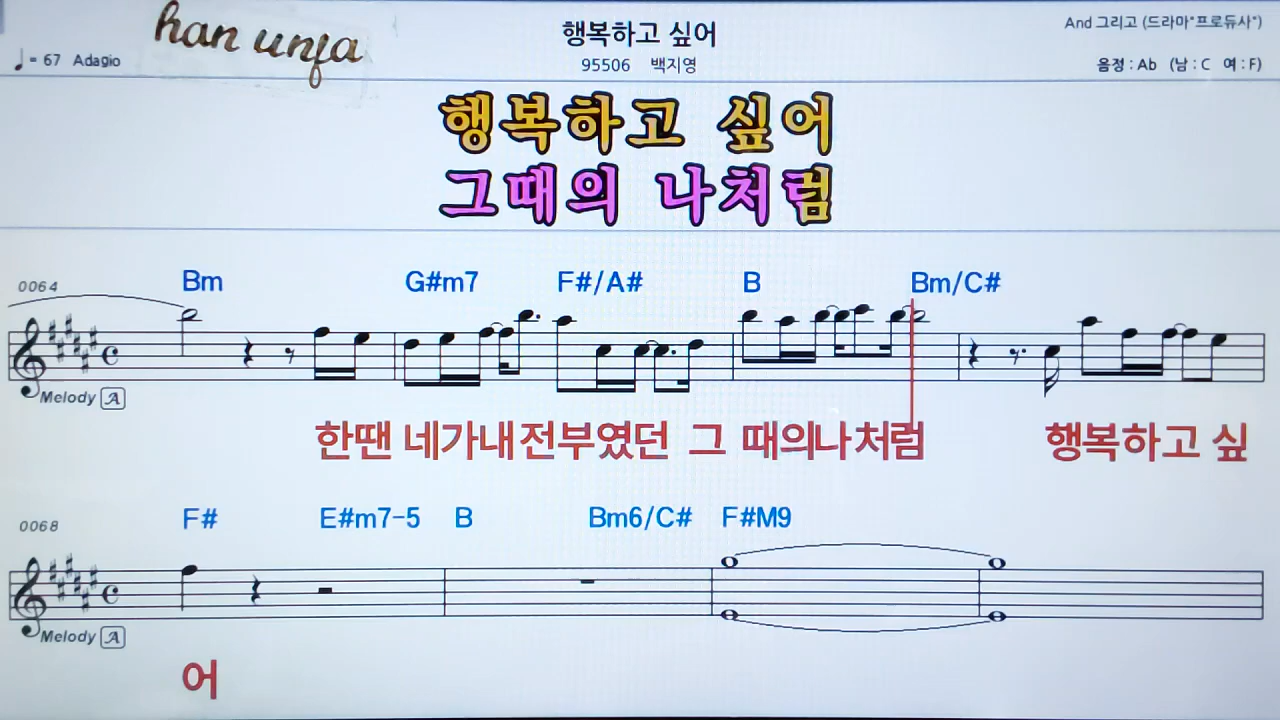 han unja
행복하고 싶어
And 그리고 (드라마"프로듀사")
♩= 67 Adagio
95506 백지영
음정 : Ab (남 : C 여 : F)
행복하고 싶어
그때의 나처럼
0064 Bm G#m7 F#/A# B Bm/C#
Melody A
한땐 네가내전부였던 그 때의나처럼 행복하고 싶
0068 F# E#m7-5 B Bm6/C# F#M9
Melody A
어